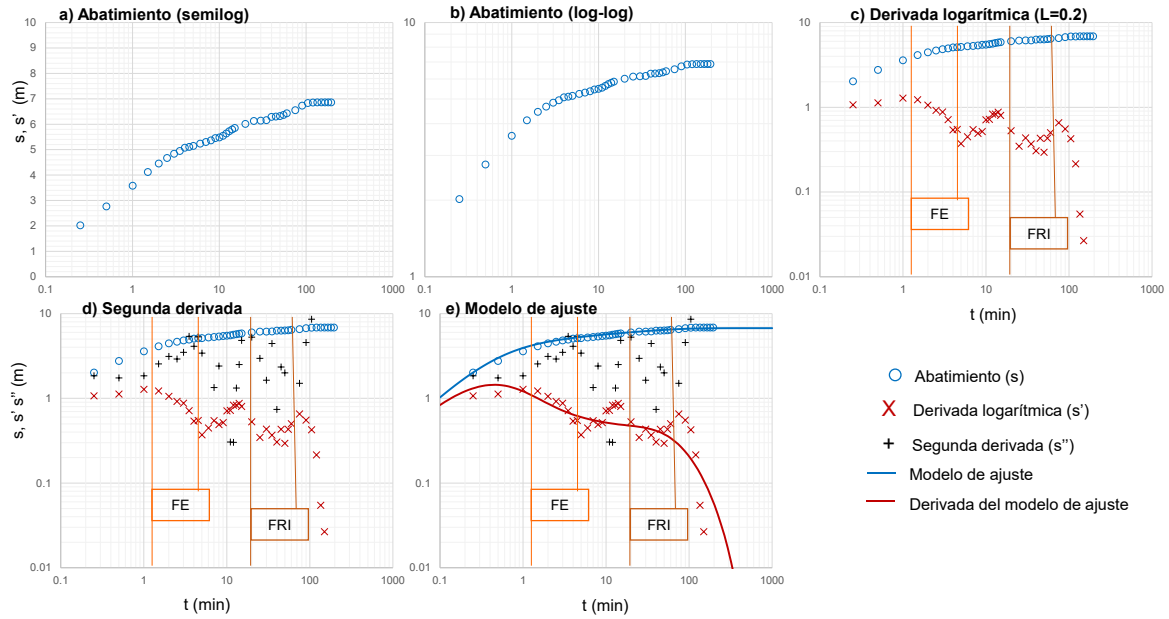 a) Abatimiento (semilog)
10
9
8
7
6
5
4
3
2
1
0
0.1 1 10 100 1000
s, s' (m)
b) Abatimiento (log-log)
10
1
0.1 1 10 100 1000
c) Derivada logarítmica (L=0.2)
10
1
0.1
0.01
0.1 1 10 100 1000
FE
FRI
t (min)
d) Segunda derivada
10
1
0.1
0.01
0.1 1 10 100 1000
s, s' s'' (m)
FE
FRI
t (min)
e) Modelo de ajuste
10
1
0.1
0.01
0.1 1 10 100 1000
FE
FRI
t (min)
Abatimiento (s)
Derivada logarítmica (s')
Segunda derivada (s'')
Modelo de ajuste
Derivada del modelo de ajuste